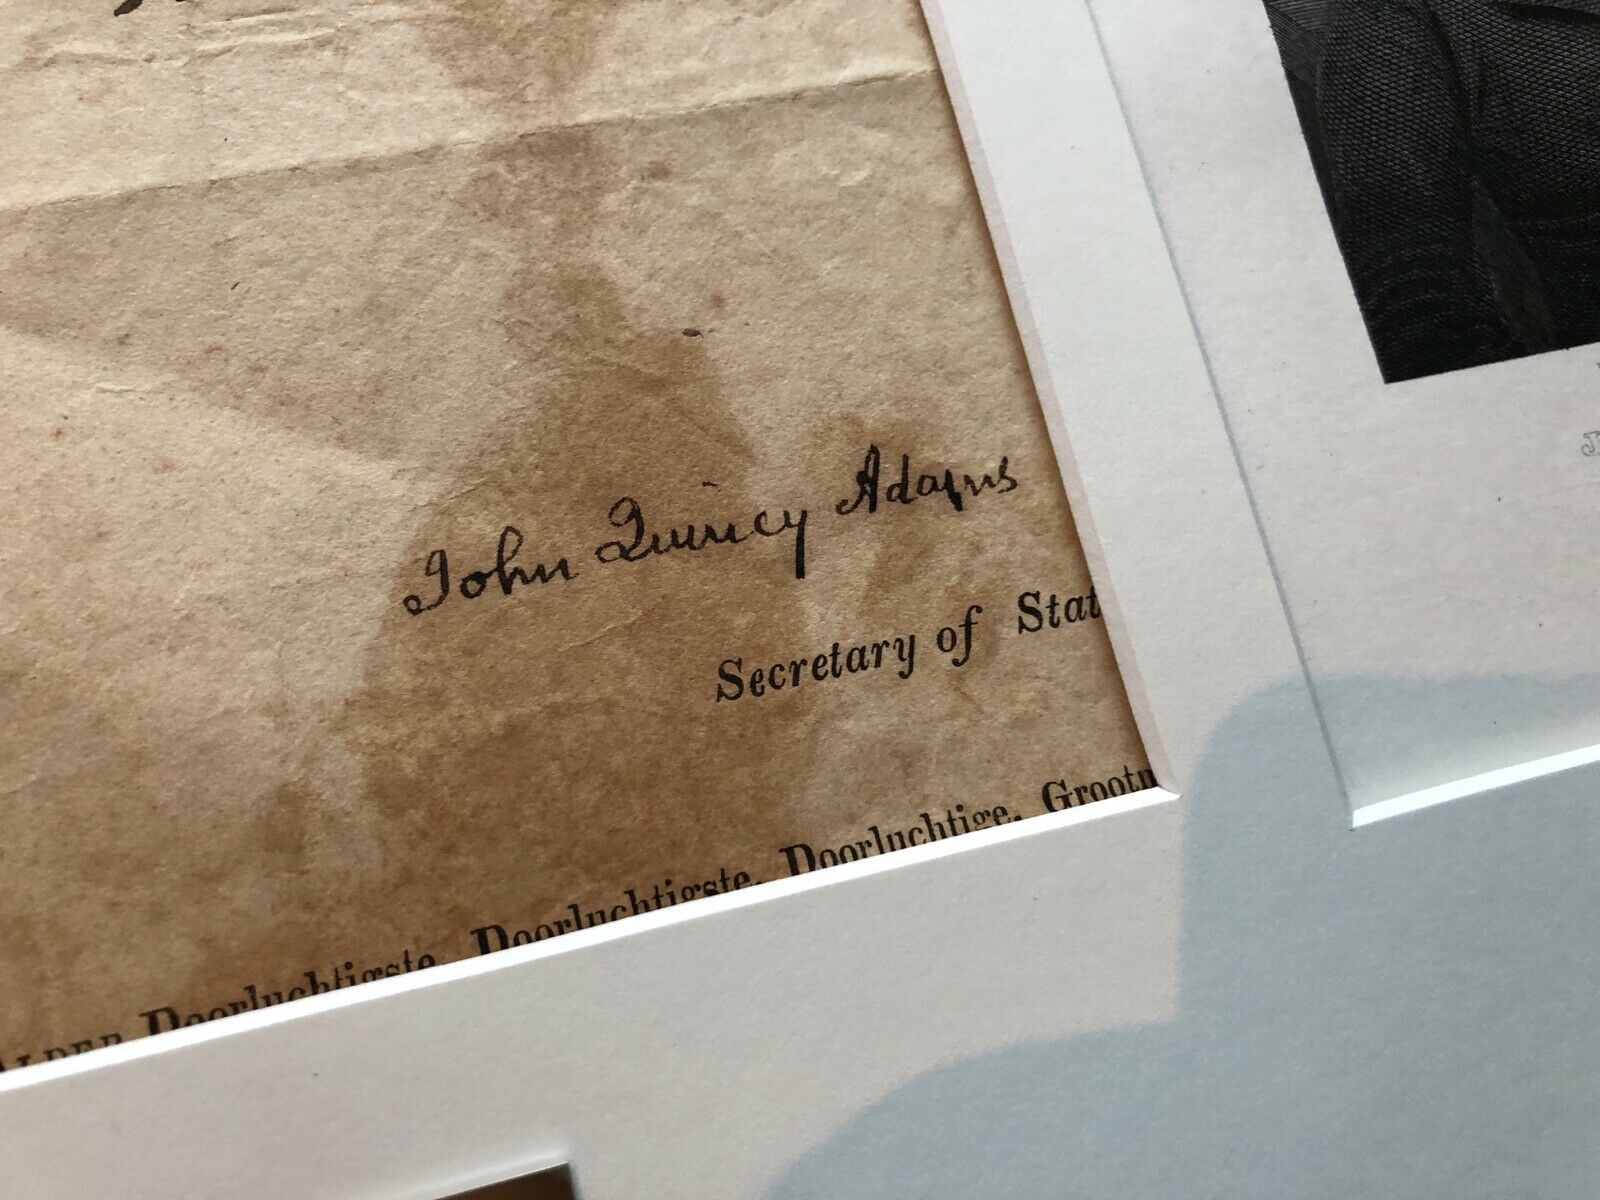 John Quincy Adams
Secretary of Stat
Doorluchtigste, Doorluchtigste, Doorluchtige, Grootm